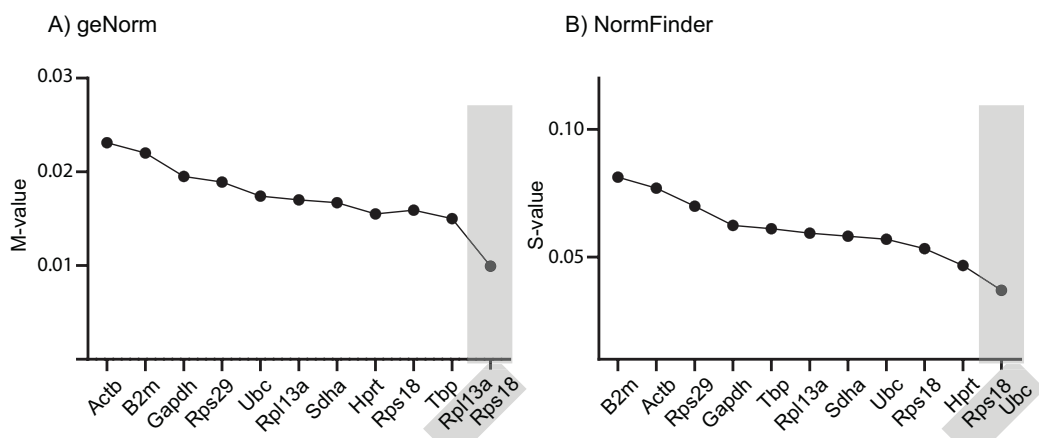 A) geNorm
B) NormFinder
0.03
0.02
0.01
M-value
Actb
B2m
Gapdh
Rps29
Ubc
Rpl13a
Sdha
Hprt
Rps18
Tbp
Rpl13a
Rps18
0.10
0.05
S-value
B2m
Actb
Rps29
Gapdh
Tbp
Rpl13a
Sdha
Ubc
Rps18
Hprt
Rps18
Ubc